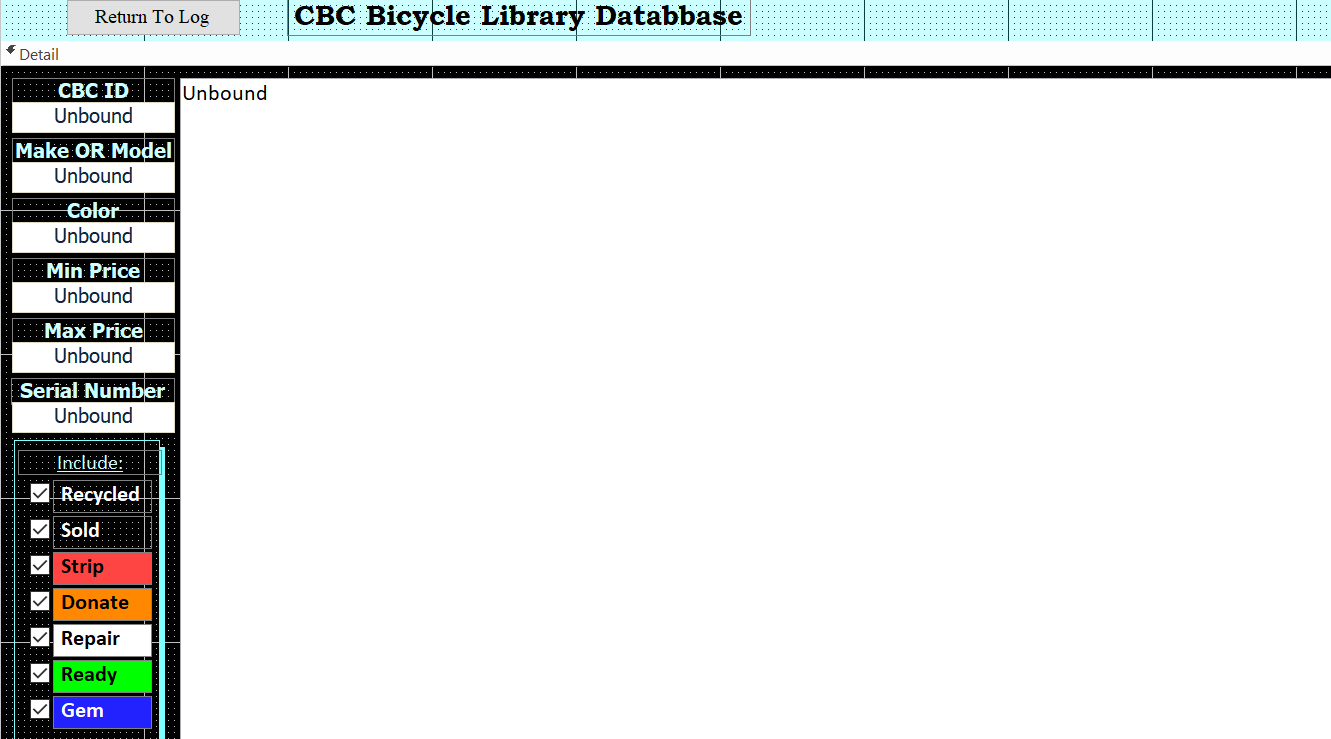 Return To Log
CBC Bicycle Library Databbase
Detail
CBC ID
Unbound
Make OR Model
Unbound
Color
Unbound
Min Price
Unbound
Max Price
Unbound
Serial Number
Unbound
Include:
Recycled
Sold
Strip
Donate
Repair
Ready
Gem
Unbound